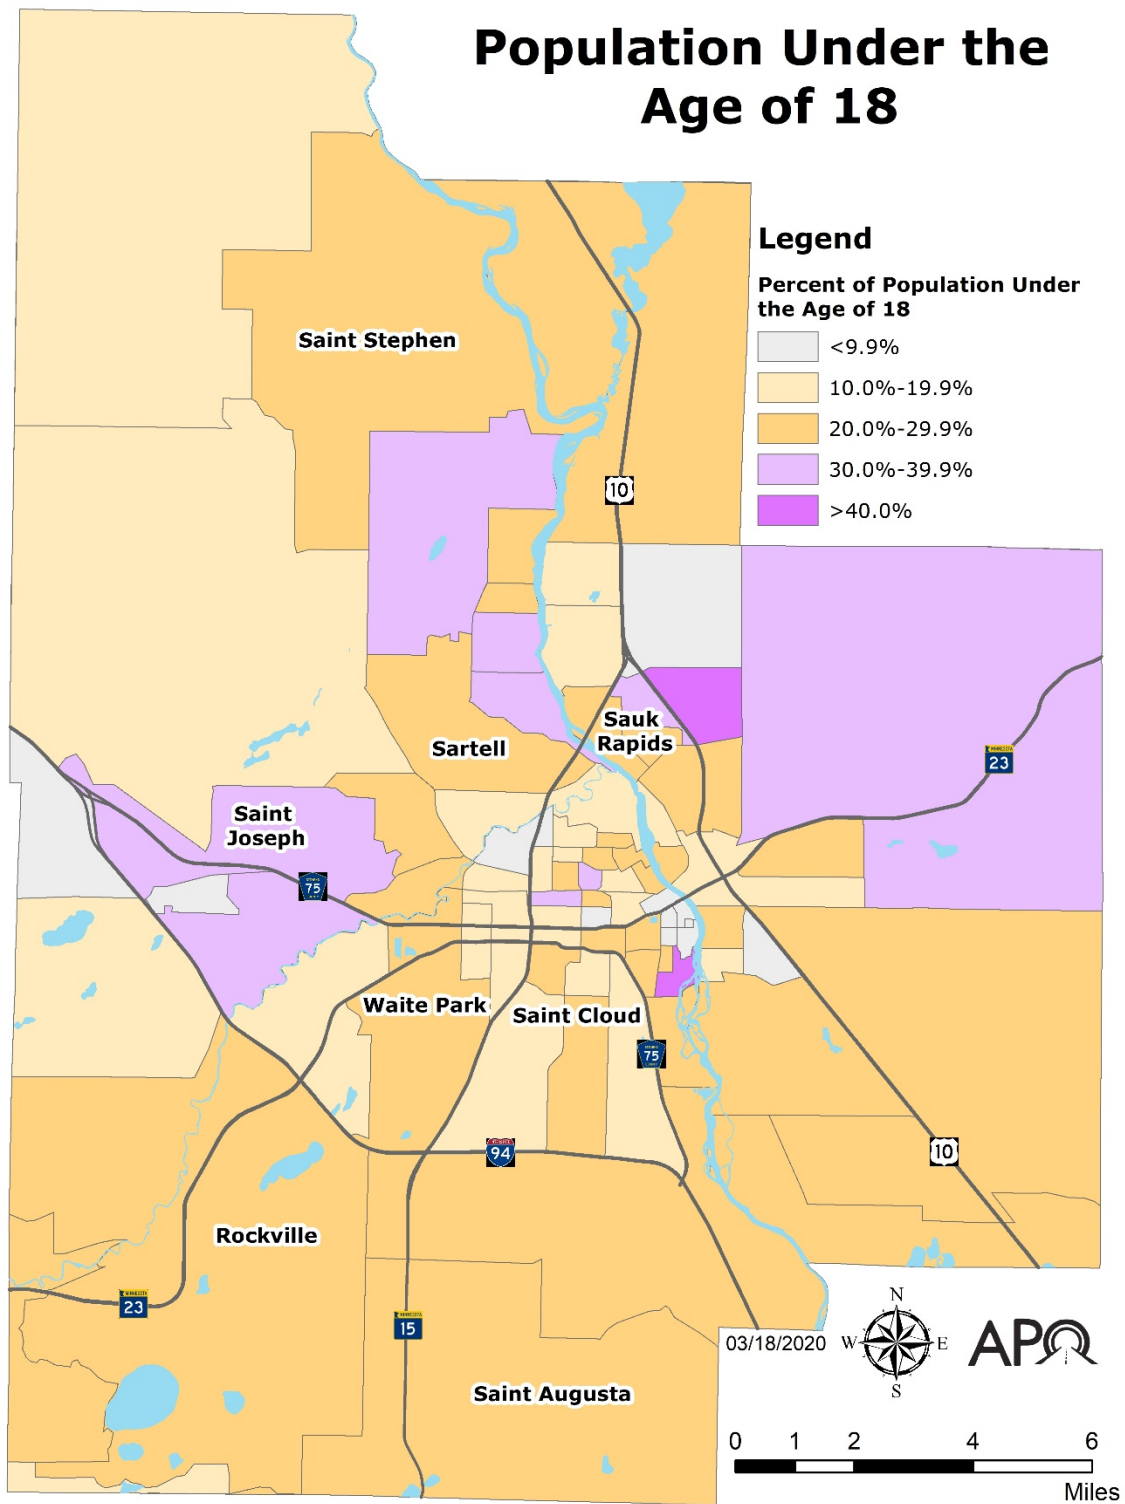 Population Under the
Age of 18
Legend
Percent of Population Under
the Age of 18
<9.9%
10.0%-19.9%
20.0%-29.9%
30.0%-39.9%
>40.0%
Saint Stephen
10
Sauk
Rapids
Sartell
MINNESOTA
23
Saint
Joseph
75
Waite Park
Saint Cloud
75
94
10
Rockville
MINNESOTA
23
MINNESOTA
15
Saint Augusta
03/18/2020
N
W
E
S
APO
0 1 2 4 6
Miles